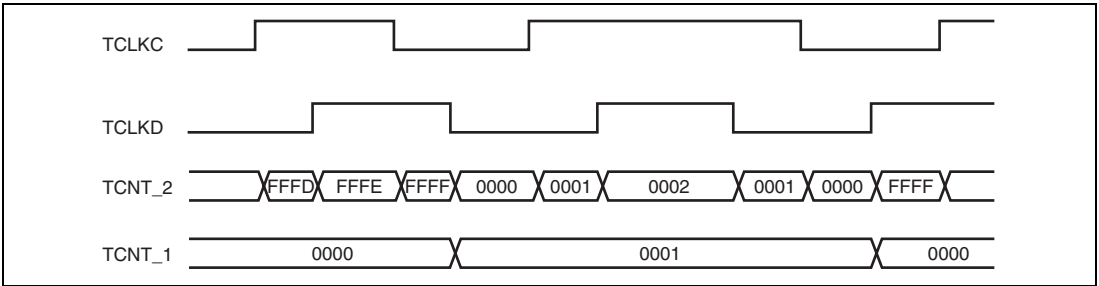 TCLKC
TCLKD
TCNT_2 FFFD FFFE FFFF 0000 0001 0002 0001 0000 FFFF
TCNT_1 0000 0001 0000